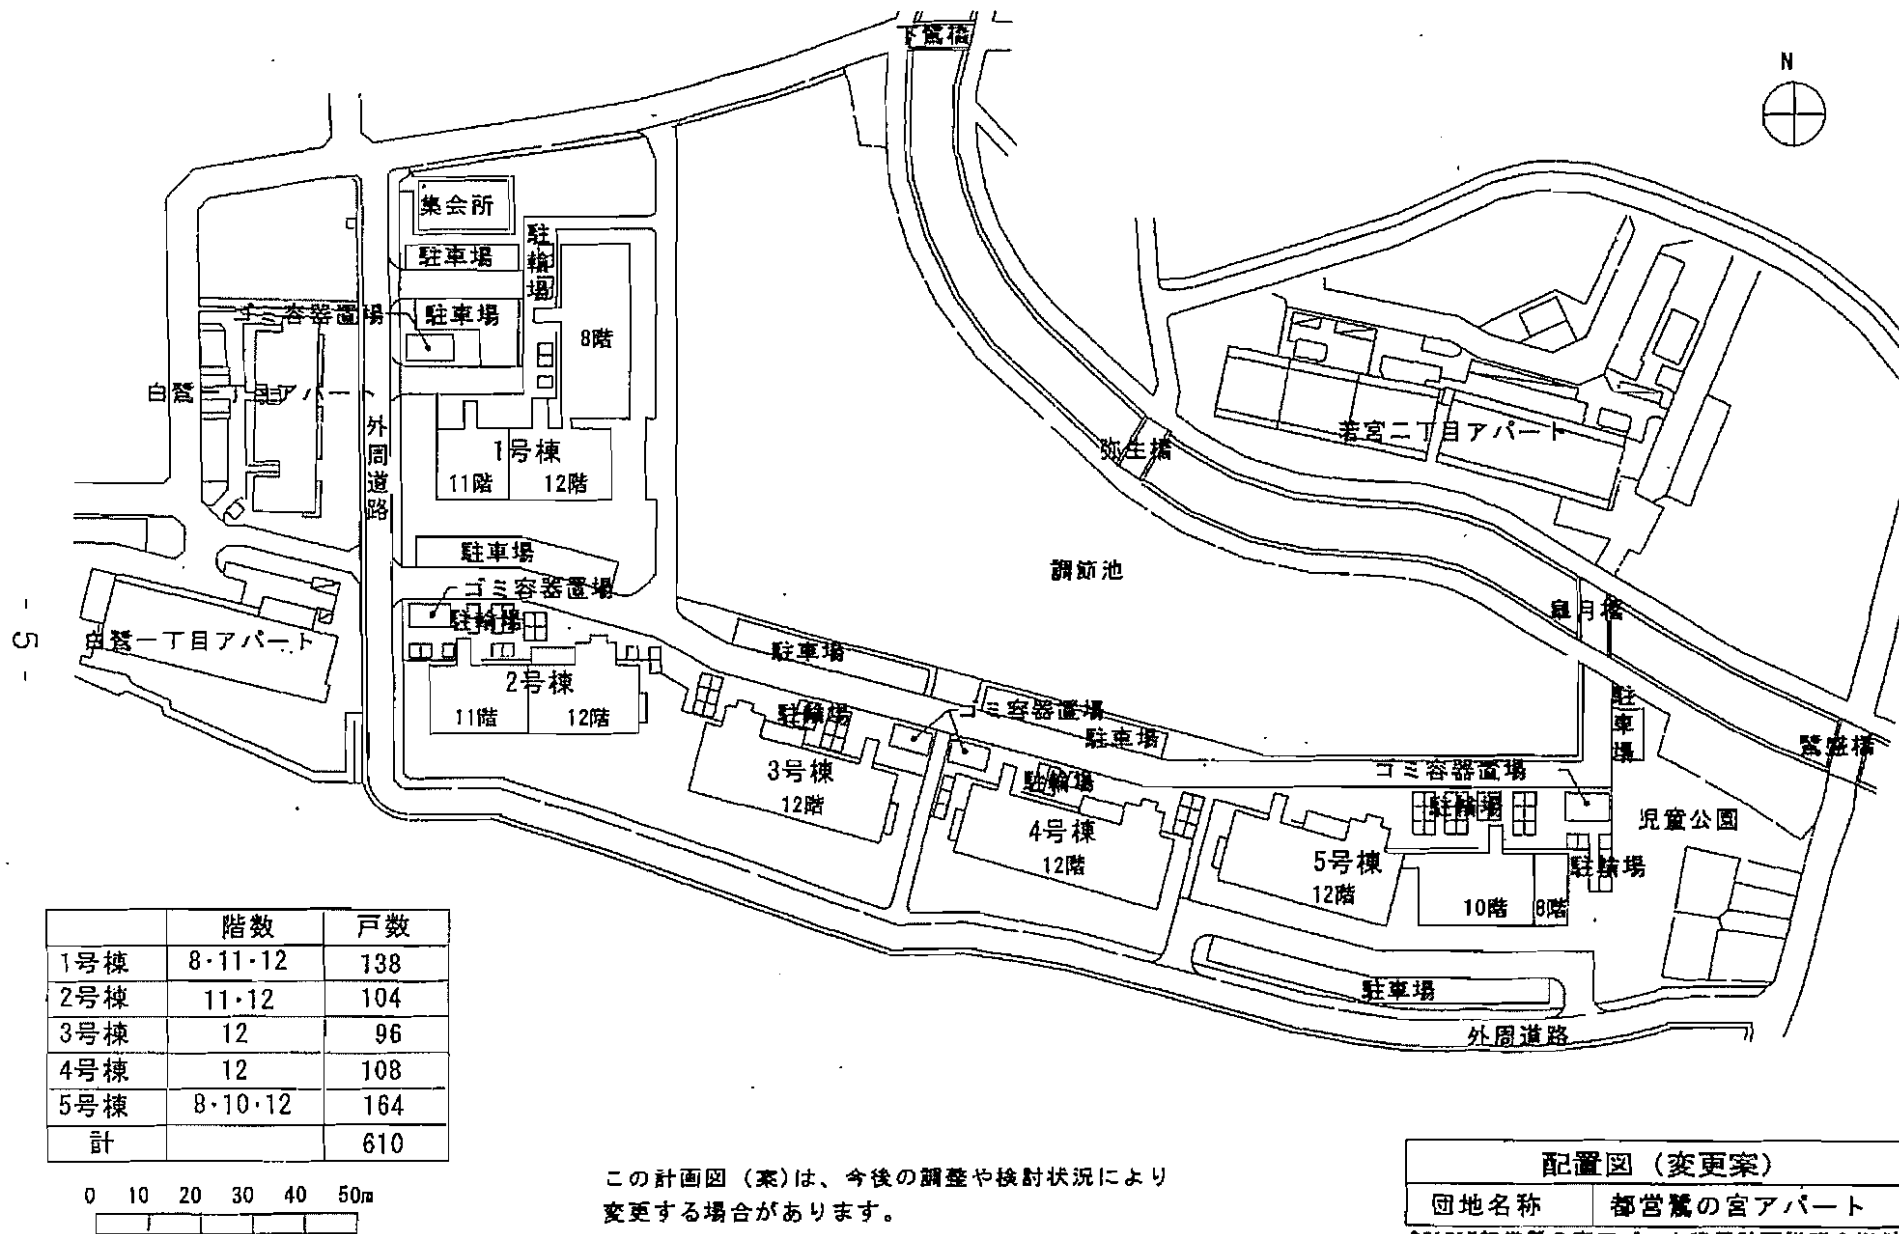 下鷺橋
N
集会所
駐車場
駐輪場
ゴミ容器置場
駐車場
8階
白鷺一丁目アパート
外周道路
1号棟
11階
12階
若宮二丁目アパート
弥生橋
駐車場
調節池
ゴミ容器置場
駐輪場
皐月橋
白鷺一丁目アパート
駐車場
2号棟
11階
12階
駐輪場
ゴミ容器置場
駐車場
駐車場
鷺盛橋
3号棟
12階
駐輪場
ゴミ容器置場
駐輪場
児童公園
4号棟
12階
5号棟
12階
10階
8階
駐輪場
駐車場
外周道路
- 5 -
階数 戸数
1号棟 8・11・12 138
2号棟 11・12 104
3号棟 12 96
4号棟 12 108
5号棟 8・10・12 164
計 610
0 10 20 30 40 50m
この計画図（案）は、今後の調整や検討状況により
変更する場合があります。
配置図（変更案）
団地名称 都営鷺の宮アパート